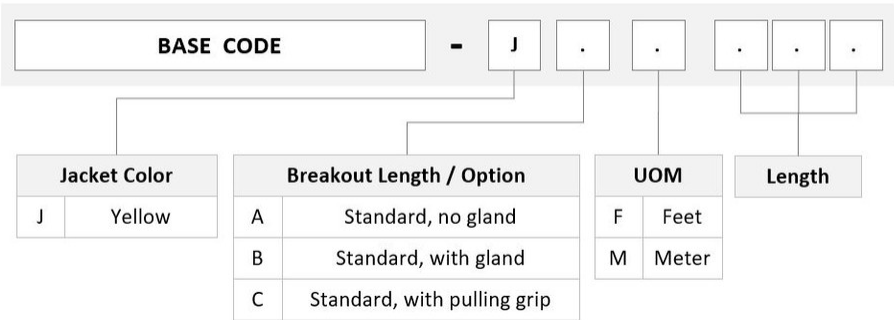 BASE CODE - J . . . . .
Jacket Color
J Yellow
Breakout Length / Option
A Standard, no gland
B Standard, with gland
C Standard, with pulling grip
UOM
F Feet
M Meter
Length